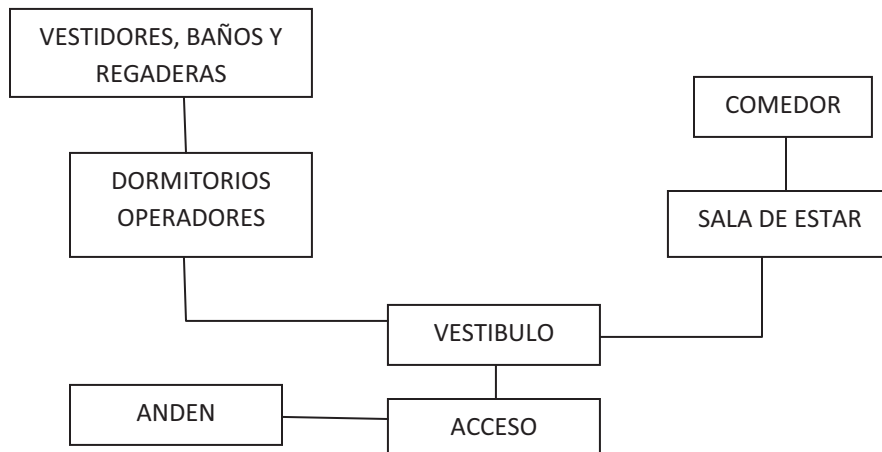 VESTIDORES, BAÑOS Y
REGADERAS
COMEDOR
DORMITORIOS
OPERADORES
SALA DE ESTAR
VESTIBULO
ANDEN
ACCESO